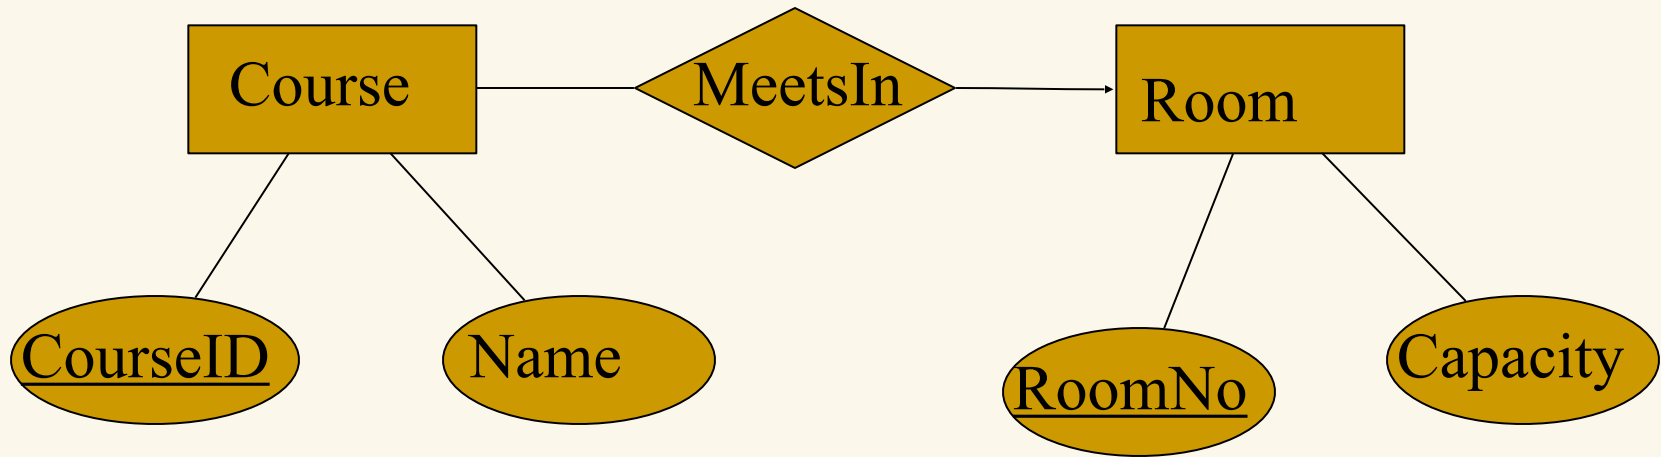 Course
MeetsIn
Room
CourseID
Name
RoomNo
Capacity